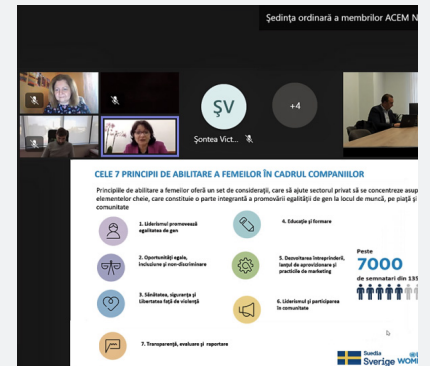 Ședința ordinară a membrilor ACEM N
ȘV
+4
Șontea Vict...
CELE 7 PRINCIPII DE ABILITARE A FEMEILOR ÎN CADRUL COMPANIILOR
Principiile de abilitare a femeilor oferă un set de considerații, care să ajute sectorul privat să se concentreze asup
elementelor cheie, care constituie o parte integrantă a promovării egalității de gen la locul de muncă, pe piață și
comunitate
1. Liderismul promovează
egalitatea de gen
2. Oportunități egale,
incluziune și non-discriminare
3. Sănătatea, siguranța și
Libertatea față de violență
7. Transparență, evaluare și raportare
4. Educație și formare
5. Dezvoltarea întreprinderii,
lanțul de aprovizionare și
practicile de marketing
6. Liderismul și participarea
în comunitate
Peste
7000
de semnatari din 135
Suedia
Sverige
WOM